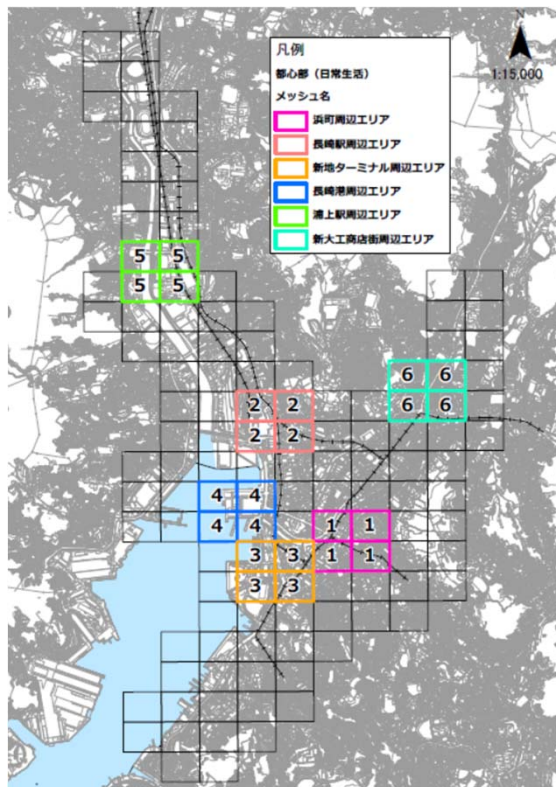 N
1:15,000
凡例
都心部（日常生活）
メッシュ名
浜町周辺エリア
長崎駅周辺エリア
新地ターミナル周辺エリア
長崎港周辺エリア
浦上駅周辺エリア
新大工商店街周辺エリア
5 5
5 5
6 6
6 6
2 2
2 2
4 4
4 4
1 1
1 1
3 3
3 3